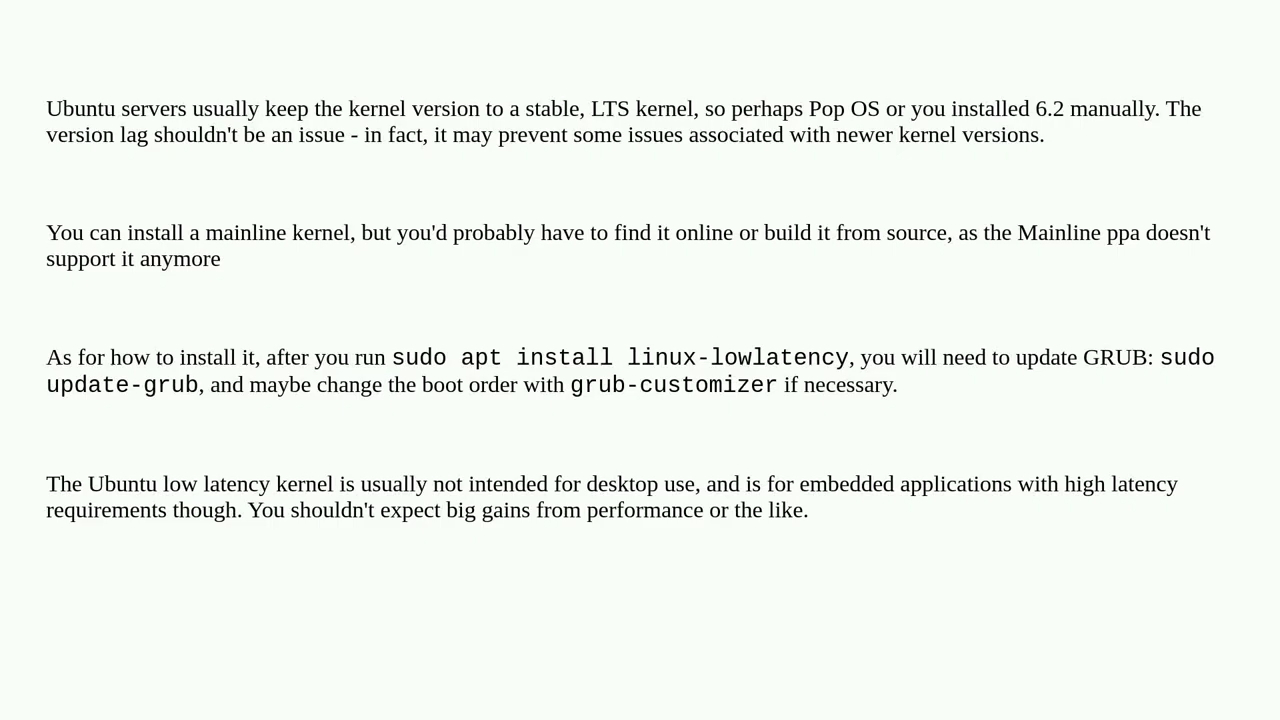 Ubuntu servers usually keep the kernel version to a stable, LTS kernel, so perhaps Pop OS or you installed 6.2 manually. The
version lag shouldn't be an issue - in fact, it may prevent some issues associated with newer kernel versions.
You can install a mainline kernel, but you'd probably have to find it online or build it from source, as the Mainline ppa doesn't
support it anymore
As for how to install it, after you run sudo apt install linux-lowlatency, you will need to update GRUB: sudo
update-grub, and maybe change the boot order with grub-customizer if necessary.
The Ubuntu low latency kernel is usually not intended for desktop use, and is for embedded applications with high latency
requirements though. You shouldn't expect big gains from performance or the like.